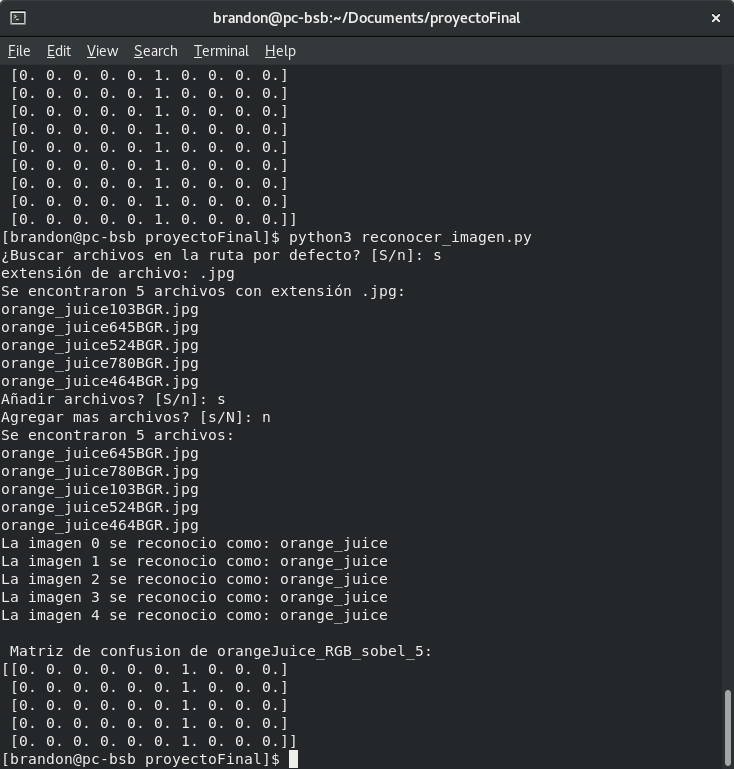 brandon@pc-bsb:~/Documents/proyectoFinal
File Edit View Search Terminal Help
[0. 0. 0. 0. 0. 1. 0. 0. 0. 0.]
[0. 0. 0. 0. 0. 1. 0. 0. 0. 0.]
[0. 0. 0. 0. 0. 1. 0. 0. 0. 0.]
[0. 0. 0. 0. 0. 1. 0. 0. 0. 0.]
[0. 0. 0. 0. 0. 1. 0. 0. 0. 0.]
[0. 0. 0. 0. 0. 1. 0. 0. 0. 0.]
[0. 0. 0. 0. 0. 1. 0. 0. 0. 0.]
[0. 0. 0. 0. 0. 1. 0. 0. 0. 0.]
[0. 0. 0. 0. 0. 1. 0. 0. 0. 0.]]
[brandon@pc-bsb proyectoFinal]$ python3 reconocer_imagen.py
¿Buscar archivos en la ruta por defecto? [S/n]: s
extensión de archivo: .jpg
Se encontraron 5 archivos con extensión .jpg:
orange_juice103BGR.jpg
orange_juice645BGR.jpg
orange_juice524BGR.jpg
orange_juice780BGR.jpg
orange_juice464BGR.jpg
Añadir archivos? [S/n]: s
Agregar mas archivos? [s/N]: n
Se encontraron 5 archivos:
orange_juice645BGR.jpg
orange_juice780BGR.jpg
orange_juice103BGR.jpg
orange_juice524BGR.jpg
orange_juice464BGR.jpg
La imagen 0 se reconocio como: orange_juice
La imagen 1 se reconocio como: orange_juice
La imagen 2 se reconocio como: orange_juice
La imagen 3 se reconocio como: orange_juice
La imagen 4 se reconocio como: orange_juice
Matriz de confusion de orangeJuice_RGB_sobel_5:
[[0. 0. 0. 0. 0. 0. 1. 0. 0. 0.]
[0. 0. 0. 0. 0. 0. 1. 0. 0. 0.]
[0. 0. 0. 0. 0. 0. 1. 0. 0. 0.]
[0. 0. 0. 0. 0. 0. 1. 0. 0. 0.]
[0. 0. 0. 0. 0. 0. 1. 0. 0. 0.]]
[brandon@pc-bsb proyectoFinal]$